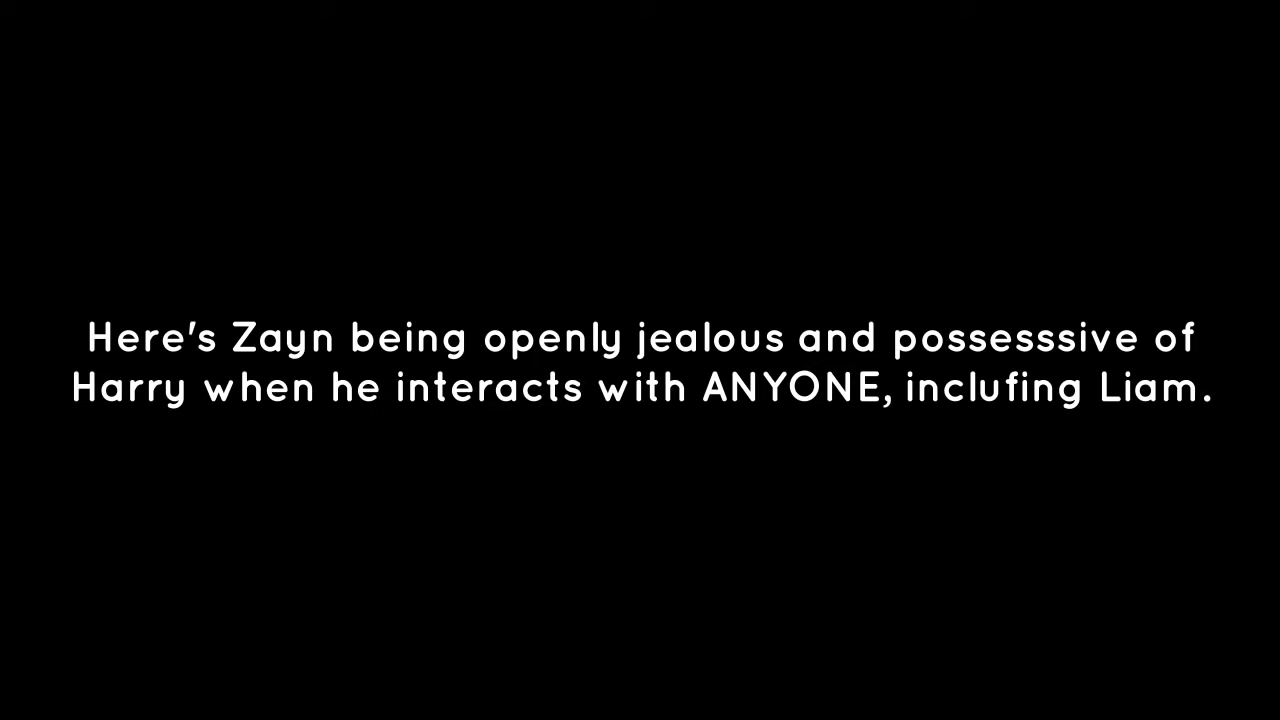 Here's Zayn being openly jealous and possesssive of
Harry when he interacts with ANYONE, inclufing Liam.